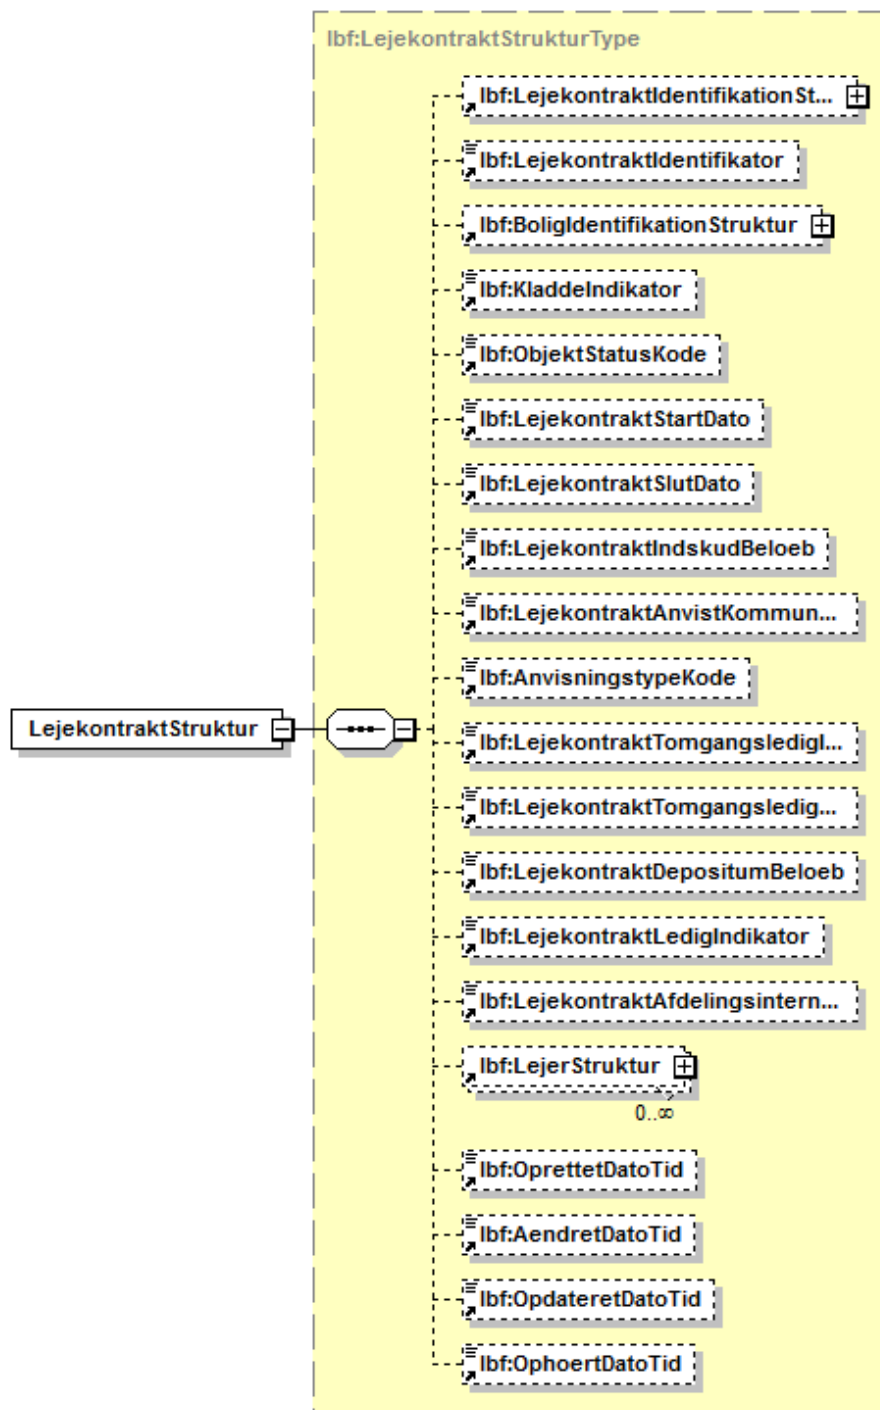 lbf:LejekontraktStrukturType
lbf:LejekontraktIdentifikationSt...
lbf:LejekontraktIdentifikator
lbf:BoligIdentifikationStruktur
lbf:KladdeIndikator
lbf:ObjektStatusKode
lbf:LejekontraktStartDato
lbf:LejekontraktSlutDato
lbf:LejekontraktIndskudBeloeb
lbf:LejekontraktAnvistKommun...
lbf:AnvisningstypeKode
LejekontraktStruktur
lbf:LejekontraktTomgangsledigI...
lbf:LejekontraktTomgangsledig...
lbf:LejekontraktDepositumBeloeb
lbf:LejekontraktLedigIndikator
lbf:LejekontraktAfdelingsintern...
lbf:LejerStruktur
0..∞
lbf:OprettetDatoTid
lbf:AendretDatoTid
lbf:OpdateretDatoTid
lbf:OphoertDatoTid